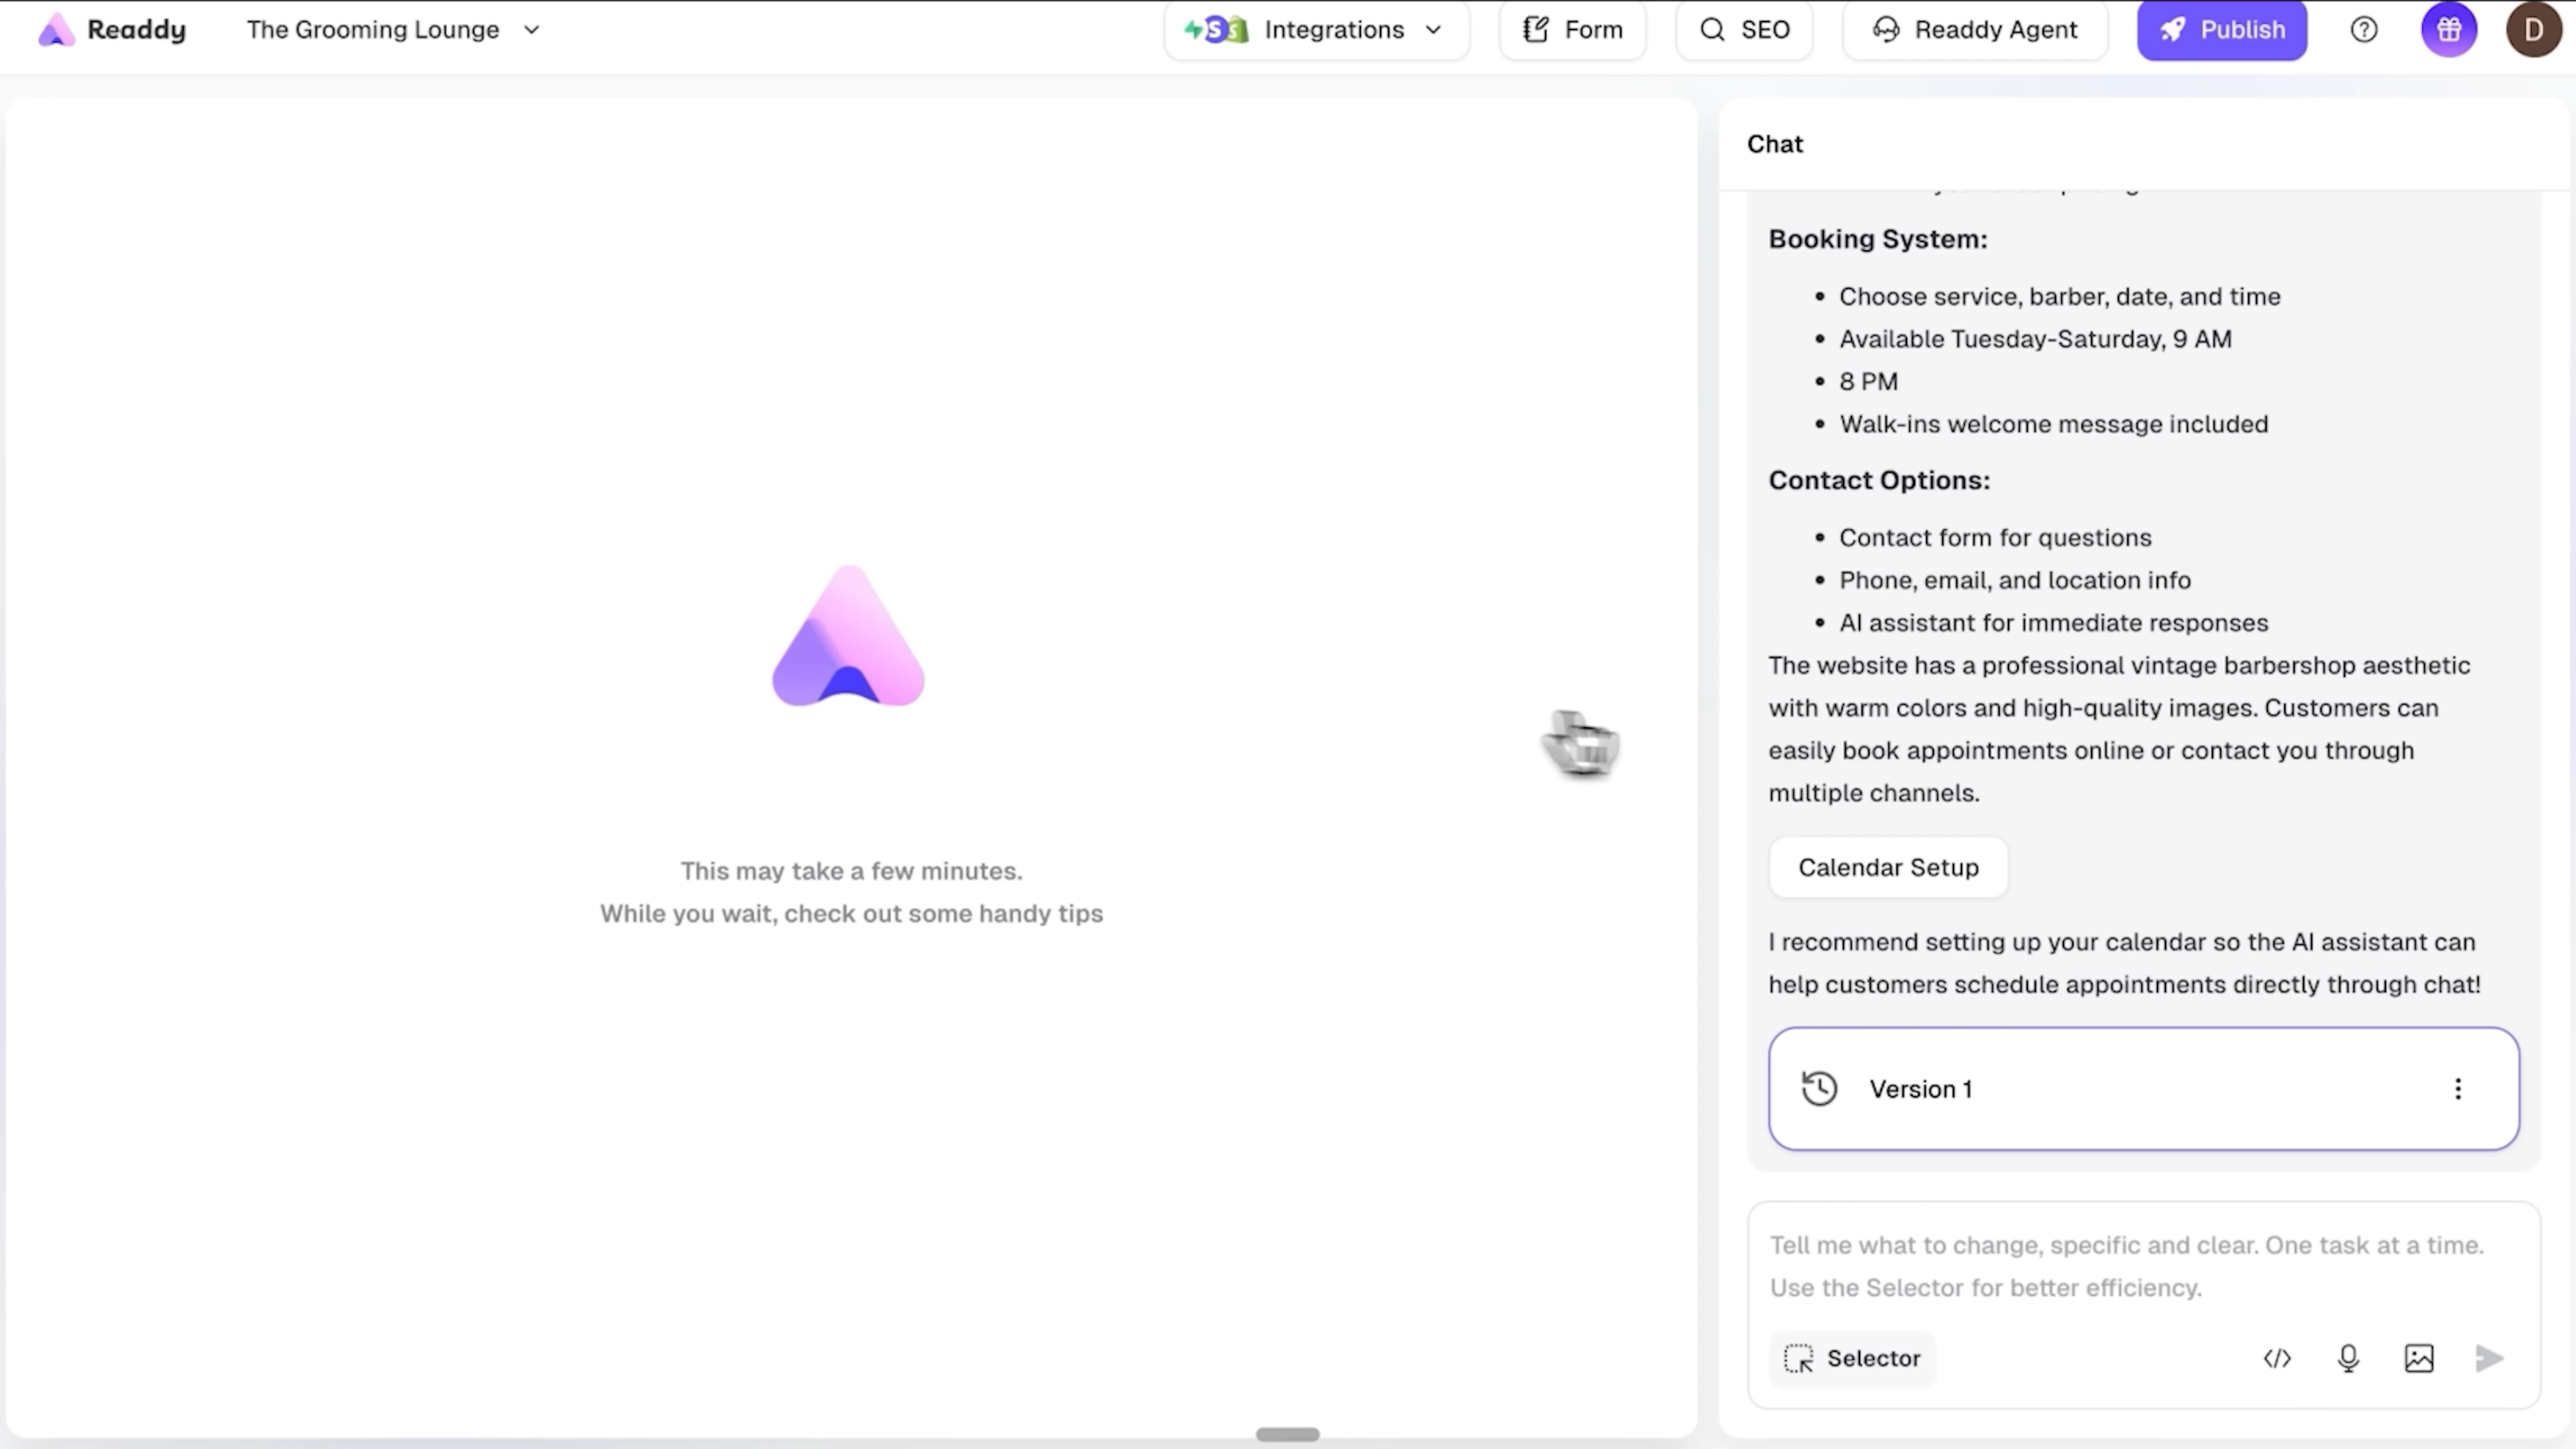 Readdy
The Grooming Lounge
Integrations
Form
SEO
Readdy Agent
Publish
D
This may take a few minutes.
While you wait, check out some handy tips
Chat
Booking System:
• Choose service, barber, date, and time
• Available Tuesday-Saturday, 9 AM
• 8 PM
• Walk-ins welcome message included
Contact Options:
• Contact form for questions
• Phone, email, and location info
• AI assistant for immediate responses
The website has a professional vintage barbershop aesthetic
with warm colors and high-quality images. Customers can
easily book appointments online or contact you through
multiple channels.
Calendar Setup
I recommend setting up your calendar so the AI assistant can
help customers schedule appointments directly through chat!
Version 1
Tell me what to change, specific and clear. One task at a time.
Use the Selector for better efficiency.
Selector